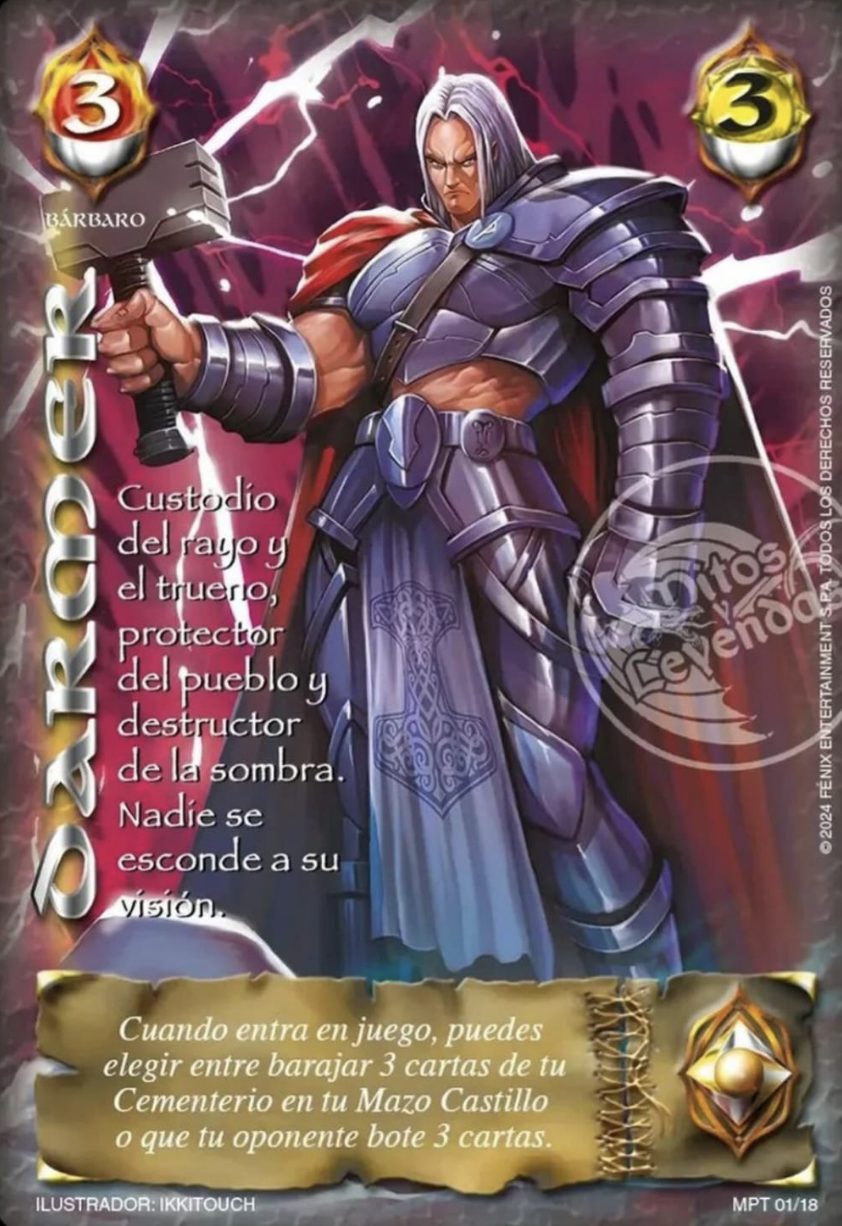 3
3
BÁRBARO
Darmer
Custodio
del rayo y
el trueno,
protector
del pueblo y
destructor
de la sombra.
Nadie se
esconde a su
visión.
Mitos
y
Leyendas
©2024 FÉNIX ENTERTAINMENT S.P.A. TODOS LOS DERECHOS RESERVADOS
Cuando entra en juego, puedes
elegir entre barajar 3 cartas de tu
Cementerio en tu Mazo Castillo
o que tu oponente bote 3 cartas.
ILUSTRADOR: IKKITOUCH
MPT 01/18